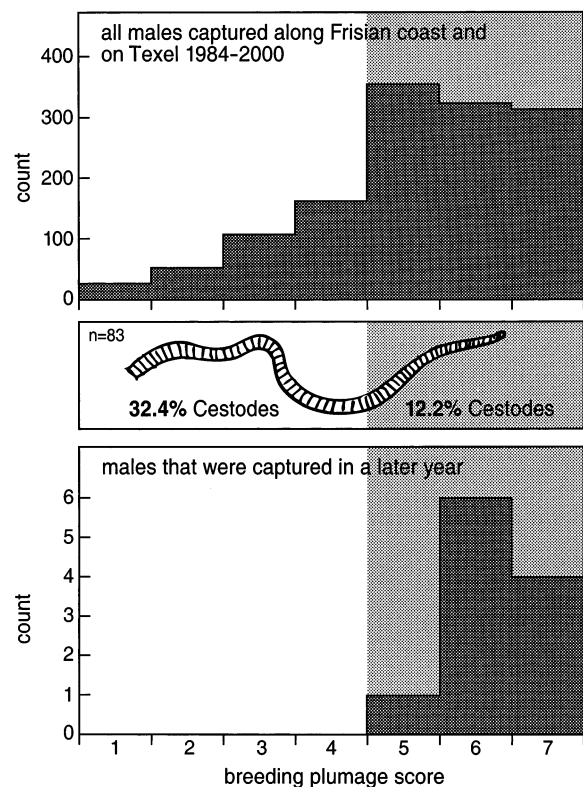 all males captured along Frisian coast and
on Texel 1984-2000
400
300
200
100
0
count
n=83
32.4% Cestodes
12.2% Cestodes
males that were captured in a later year
6
5
4
3
2
1
0
count
1 2 3 4 5 6 7
breeding plumage score